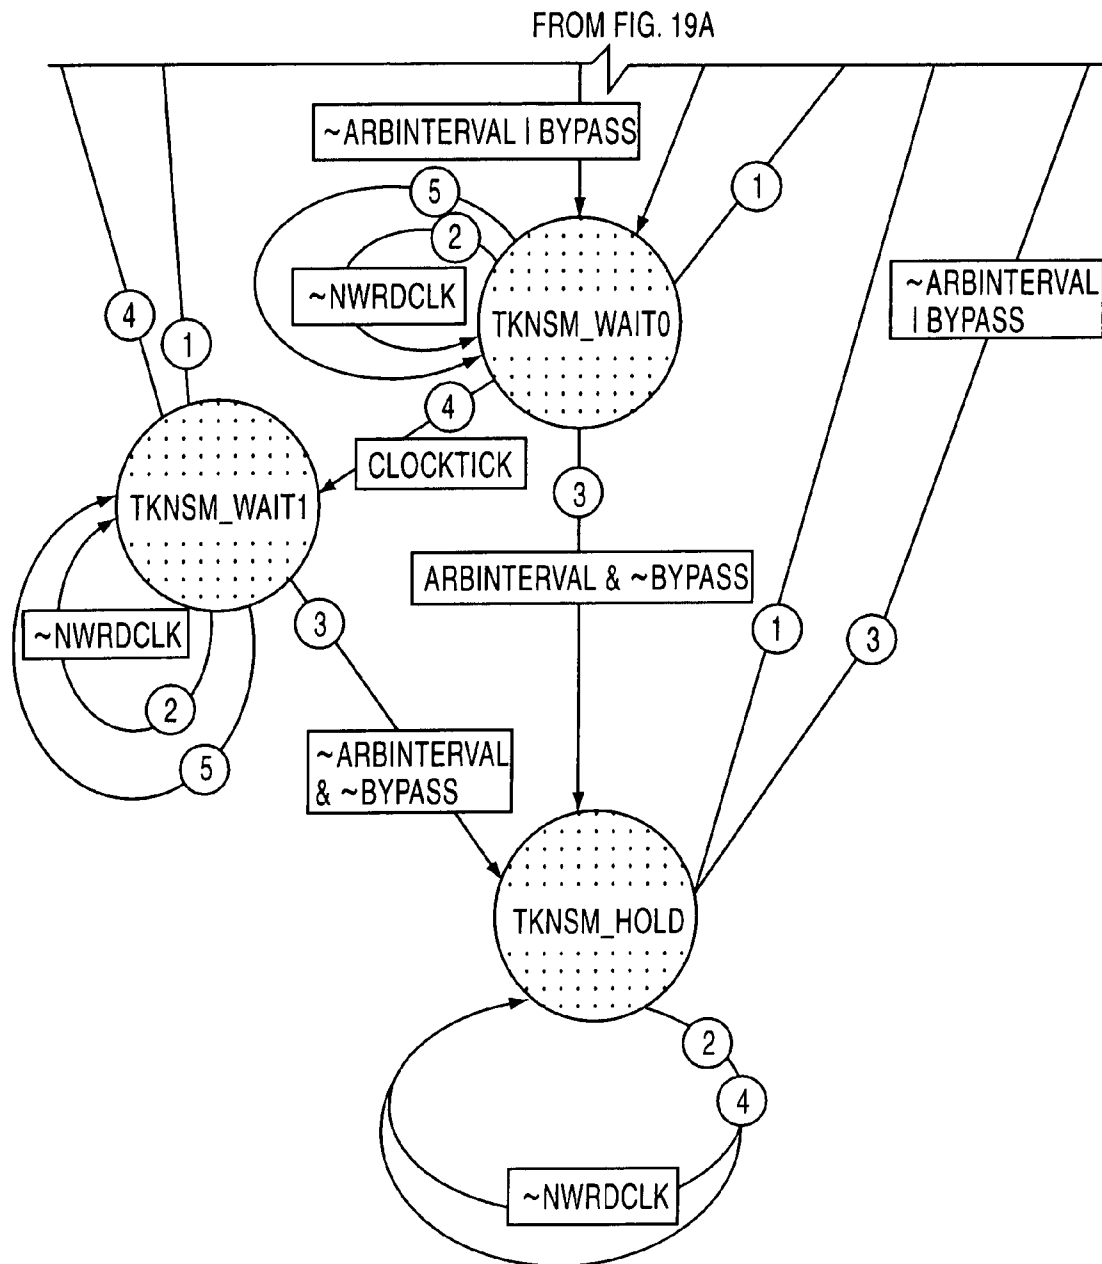 FROM FIG. 19A
~ARBINTERVAL | BYPASS
5
1
2
~NWRDCLK
TKNSM_WAIT0
~ARBINTERVAL
| BYPASS
4
1
4
CLOCKTICK
3
TKNSM_WAIT1
ARBINTERVAL & ~BYPASS
~NWRDCLK
3
1
3
2
5
~ARBINTERVAL
& ~BYPASS
TKNSM_HOLD
2
4
~NWRDCLK